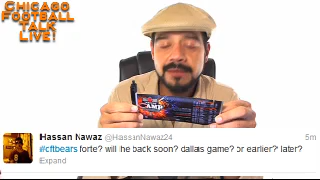 CHICAGO
FOOTBALL
TALK
LIVE!
AMP
Hassan Nawaz @HassanNawaz24 5m
#cftbears forte? will he back soon? dallas game? or earlier? later?
Expand